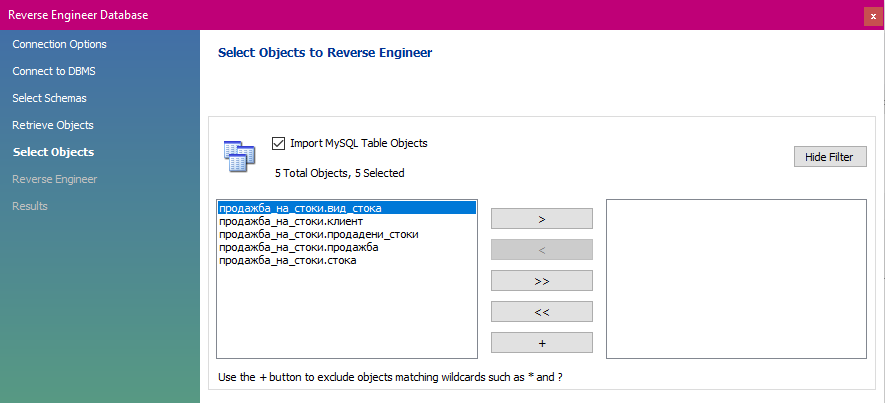 Reverse Engineer Database
x
Connection Options
Connect to DBMS
Select Schemas
Retrieve Objects
Select Objects
Reverse Engineer
Results
Select Objects to Reverse Engineer
Import MySQL Table Objects
5 Total Objects, 5 Selected
Hide Filter
продажба_на_стоки.вид_стока
продажба_на_стоки.клиент
продажба_на_стоки.продадени_стоки
продажба_на_стоки.продажба
продажба_на_стоки.стока
>
<
>>
<<
+
Use the + button to exclude objects matching wildcards such as * and ?